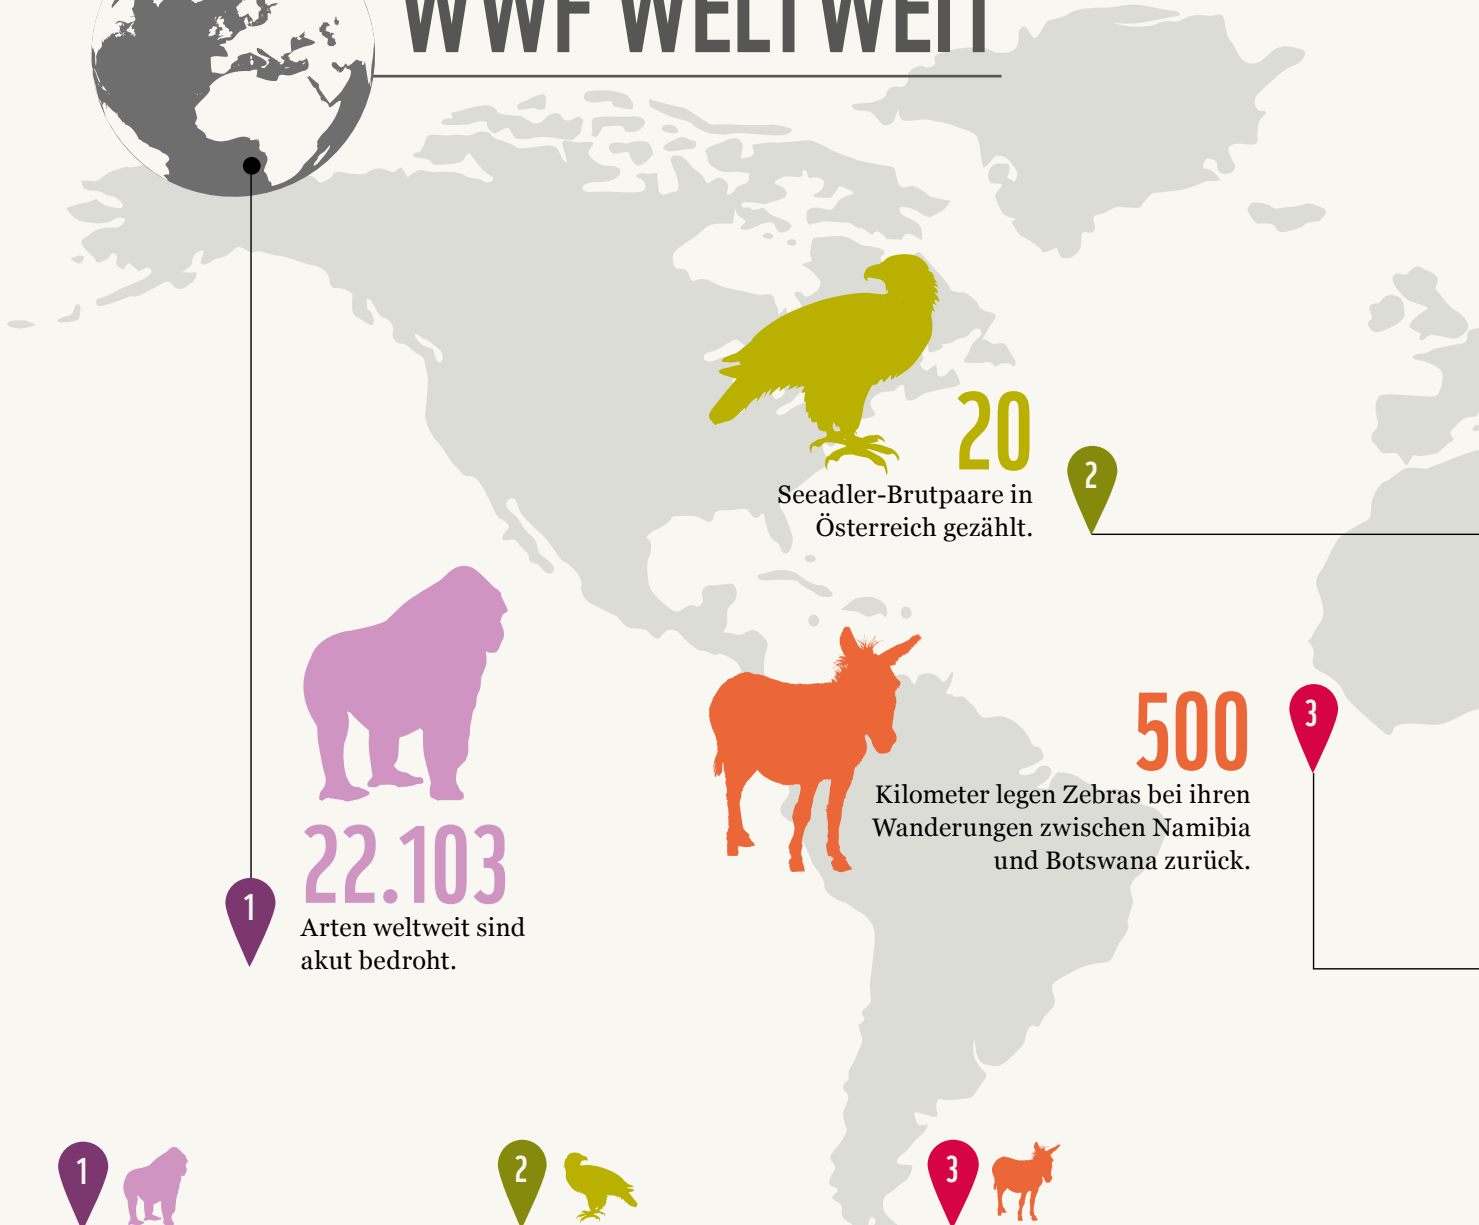 WWF WELTWEIT
20
Seeadler-Brutpaare in
Österreich gezählt.
2
500
Kilometer legen Zebras bei ihren
Wanderungen zwischen Namibia
und Botswana zurück.
3
22.103
Arten weltweit sind
akut bedroht.
1
1
2
3